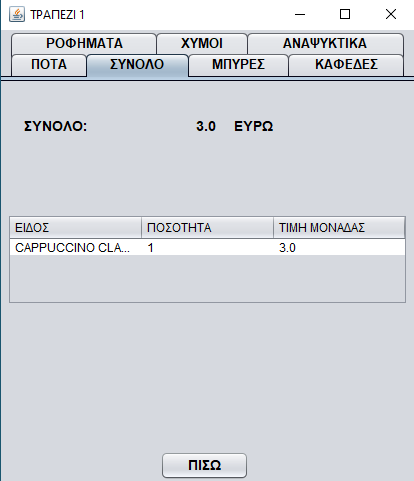 ΤΡΑΠΕΖΙ 1
ΡΟΦΗΜΑΤΑ ΧΥΜΟΙ ΑΝΑΨΥΚΤΙΚΑ
ΠΟΤΑ ΣΥΝΟΛΟ ΜΠΥΡΕΣ ΚΑΦΕΔΕΣ
ΣΥΝΟΛΟ: 3.0 ΕΥΡΩ
ΕΙΔΟΣ ΠΟΣΟΤΗΤΑ ΤΙΜΗ ΜΟΝΑΔΑΣ
CAPPUCCINO CLA... 1 3.0
ΠΙΣΩ